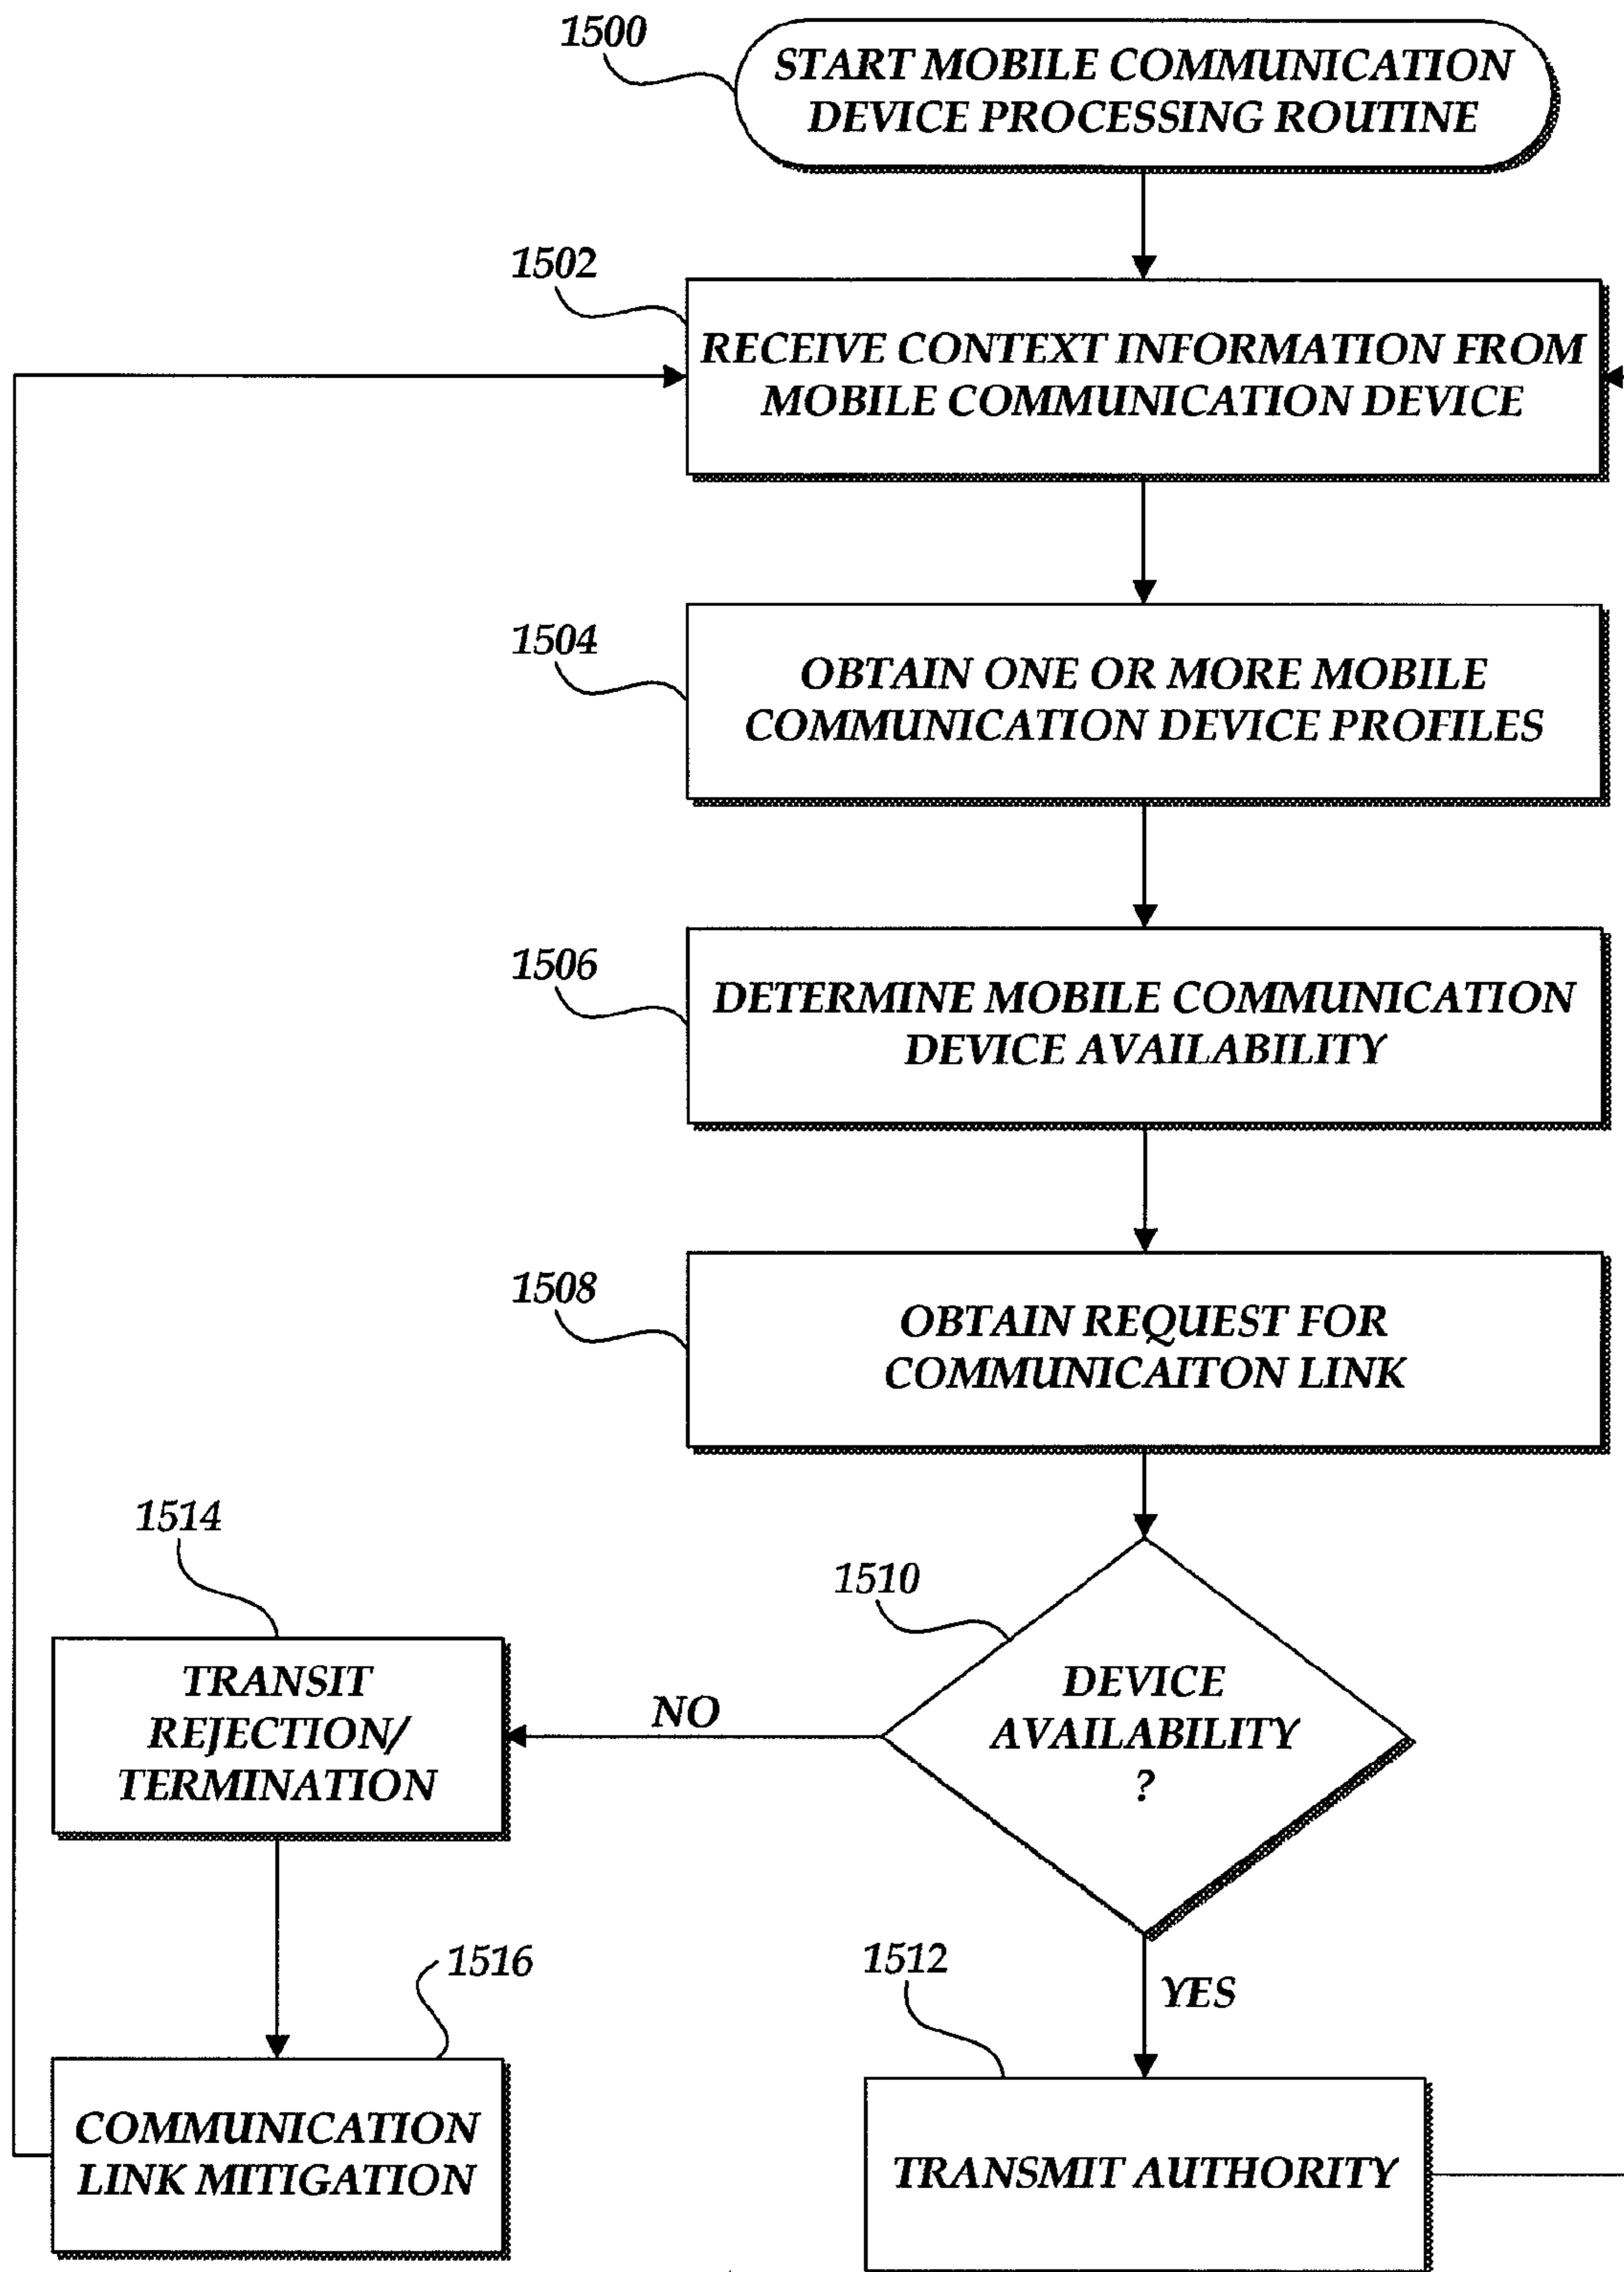 1500
START MOBILE COMMUNICATION
DEVICE PROCESSING ROUTINE
1502
RECEIVE CONTEXT INFORMATION FROM
MOBILE COMMUNICATION DEVICE
1504
OBTAIN ONE OR MORE MOBILE
COMMUNICATION DEVICE PROFILES
1506
DETERMINE MOBILE COMMUNICATION
DEVICE AVAILABILITY
1508
OBTAIN REQUEST FOR
COMMUNICAITON LINK
1510
DEVICE
AVAILABILITY
?
NO
1514
TRANSIT
REJECTION/
TERMINATION
1516
COMMUNICATION
LINK MITIGATION
YES
1512
TRANSMIT AUTHORITY